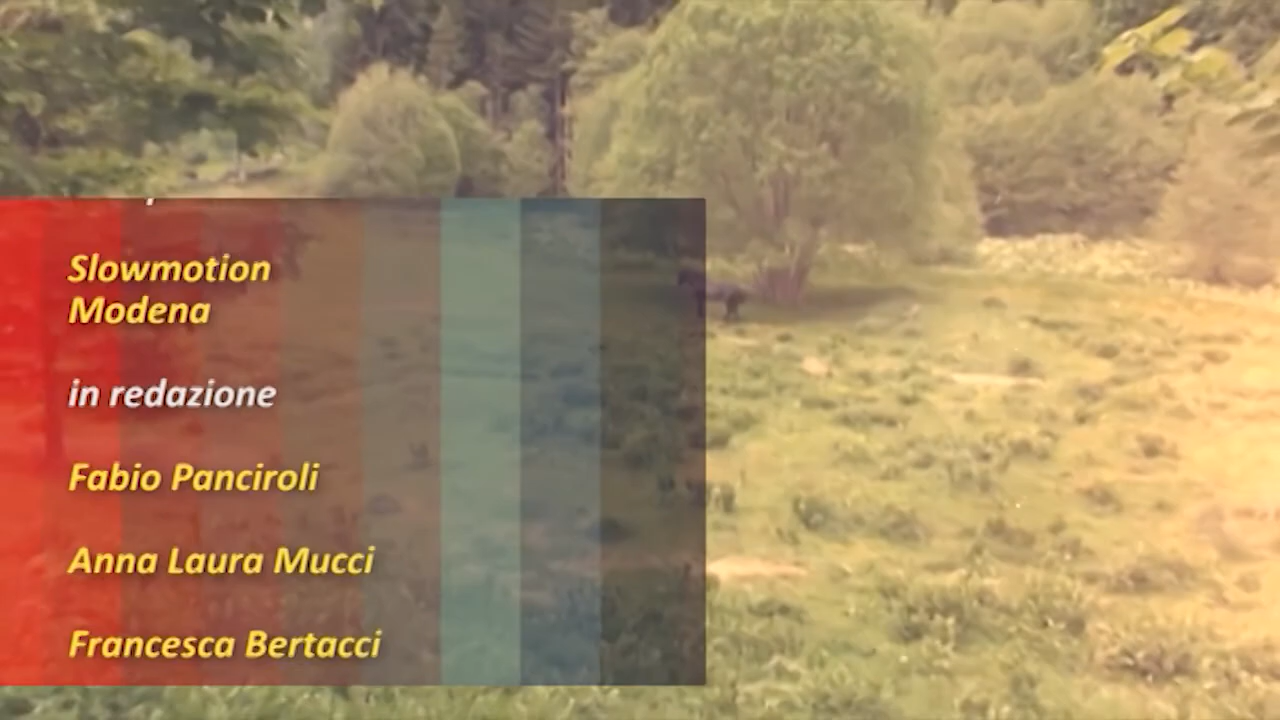 Slowmotion
Modena
in redazione
Fabio Panciroli
Anna Laura Mucci
Francesca Bertacci